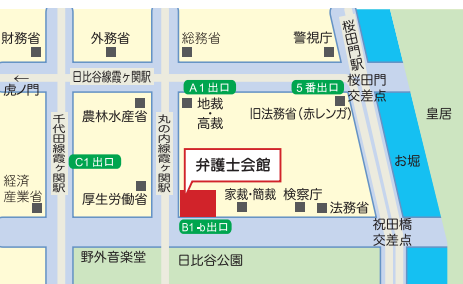 財務省
外務省
総務省
警視庁
桜田門駅
←
虎ノ門
日比谷線霞ヶ関駅
A1出口
5番出口
桜田門
交差点
農林水産省
地裁
・
高裁
旧法務省(赤レンガ)
皇居
千代田線霞ヶ関駅
丸の内線霞ヶ関駅
C1出口
弁護士会館
お堀
経済
産業省
厚生労働省
家裁・簡裁
検察庁
法務省
B1-b出口
祝田橋
交差点
野外音楽堂
日比谷公園